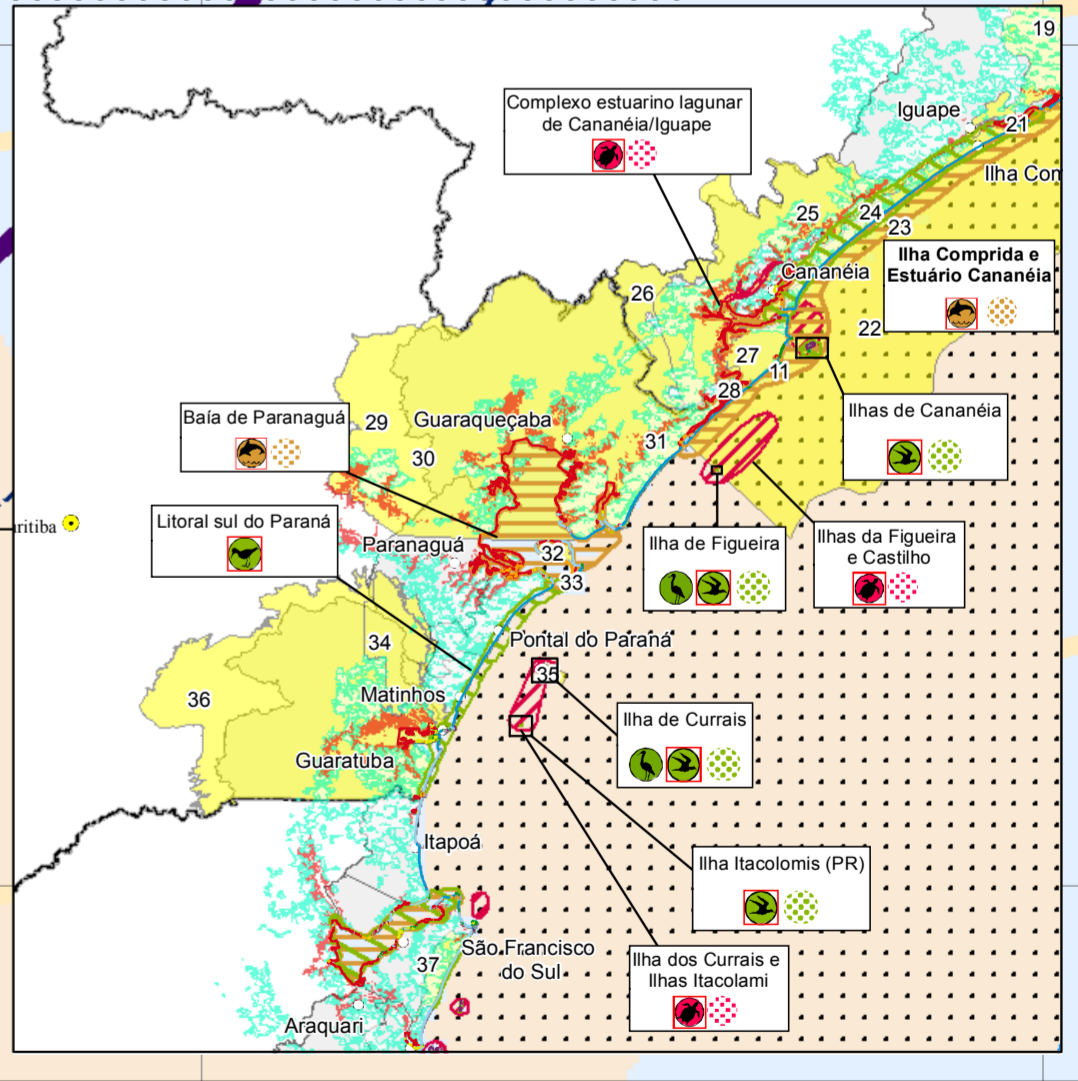 19
Iguape
21
Complexo estuarino lagunar
de Cananéia/Iguape
Ilha Com
25
24
23
Ilha Comprida e
Estuário Cananéia
Cananéia
26
22
27
11
28
Ilhas de Cananéia
Baía de Paranaguá
29
Guaraqueçaba
30
31
Litoral sul do Paraná
ritiba
Paranaguá
32
33
Ilha de Figueira
Ilhas da Figueira
e Castilho
34
Pontal do Paraná
35
36
Matinhos
Ilha de Currais
Guaratuba
Itapoá
Ilha Itacolomis (PR)
São Francisco
do Sul
37
Ilha dos Currais e
Ilhas Itacolami
Araquari